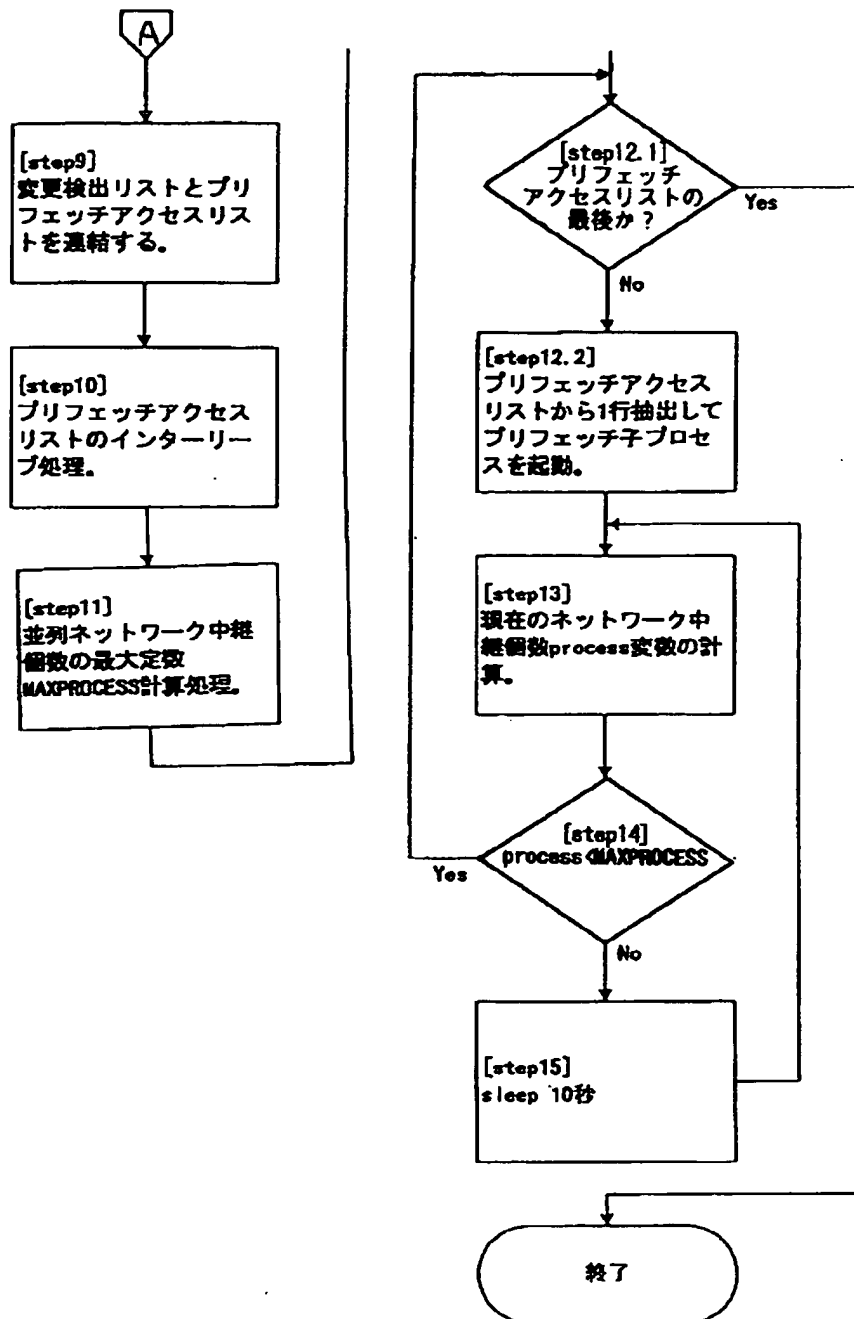 A
[step9]
変更検出リストとプリ
フェッチアクセスリス
トを連結する。
[step10]
プリフェッチアクセス
リストのインターリー
ブ処理。
[step11]
並列ネットワーク中継
個数の最大定数
MAXPROCESS計算処理。
[step12.1]
プリフェッチ
アクセスリストの
最後か？
Yes
No
[step12.2]
プリフェッチアクセス
リストから1行抽出して
プリフェッチ子プロセ
スを起動。
[step13]
現在のネットワーク中
継個数process変数の計
算。
[step14]
process<MAXPROCESS
Yes
No
[step15]
sleep 10秒
終了